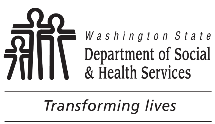 Washington State
Department of Social
& Health Services
Transforming lives